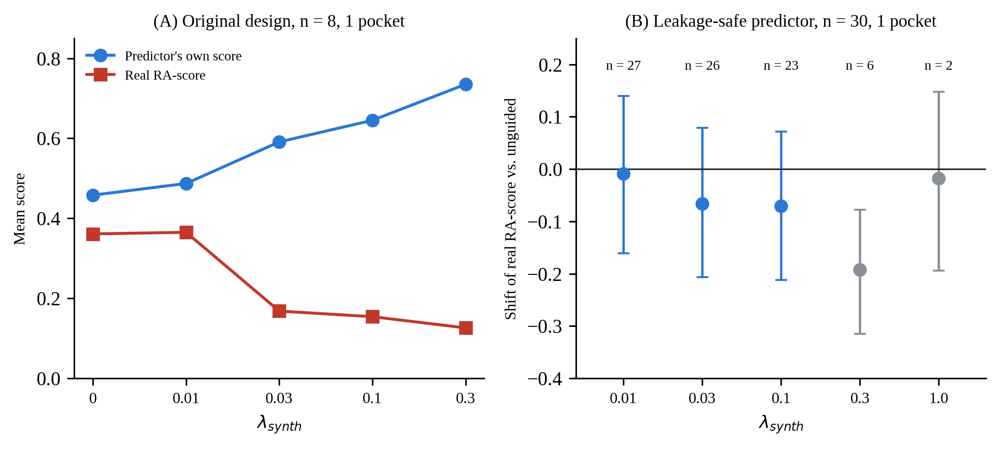 (A) Original design, n = 8, 1 pocket
Predictor's own score
Real RA-score
Mean score
0.8
0.6
0.4
0.2
0.0
0 0.01 0.03 0.1 0.3
λsynth
(B) Leakage-safe predictor, n = 30, 1 pocket
n = 27 n = 26 n = 23 n = 6 n = 2
Shift of real RA-score vs. unguided
0.2
0.1
0.0
−0.1
−0.2
−0.3
−0.4
0.01 0.03 0.1 0.3 1.0
λsynth